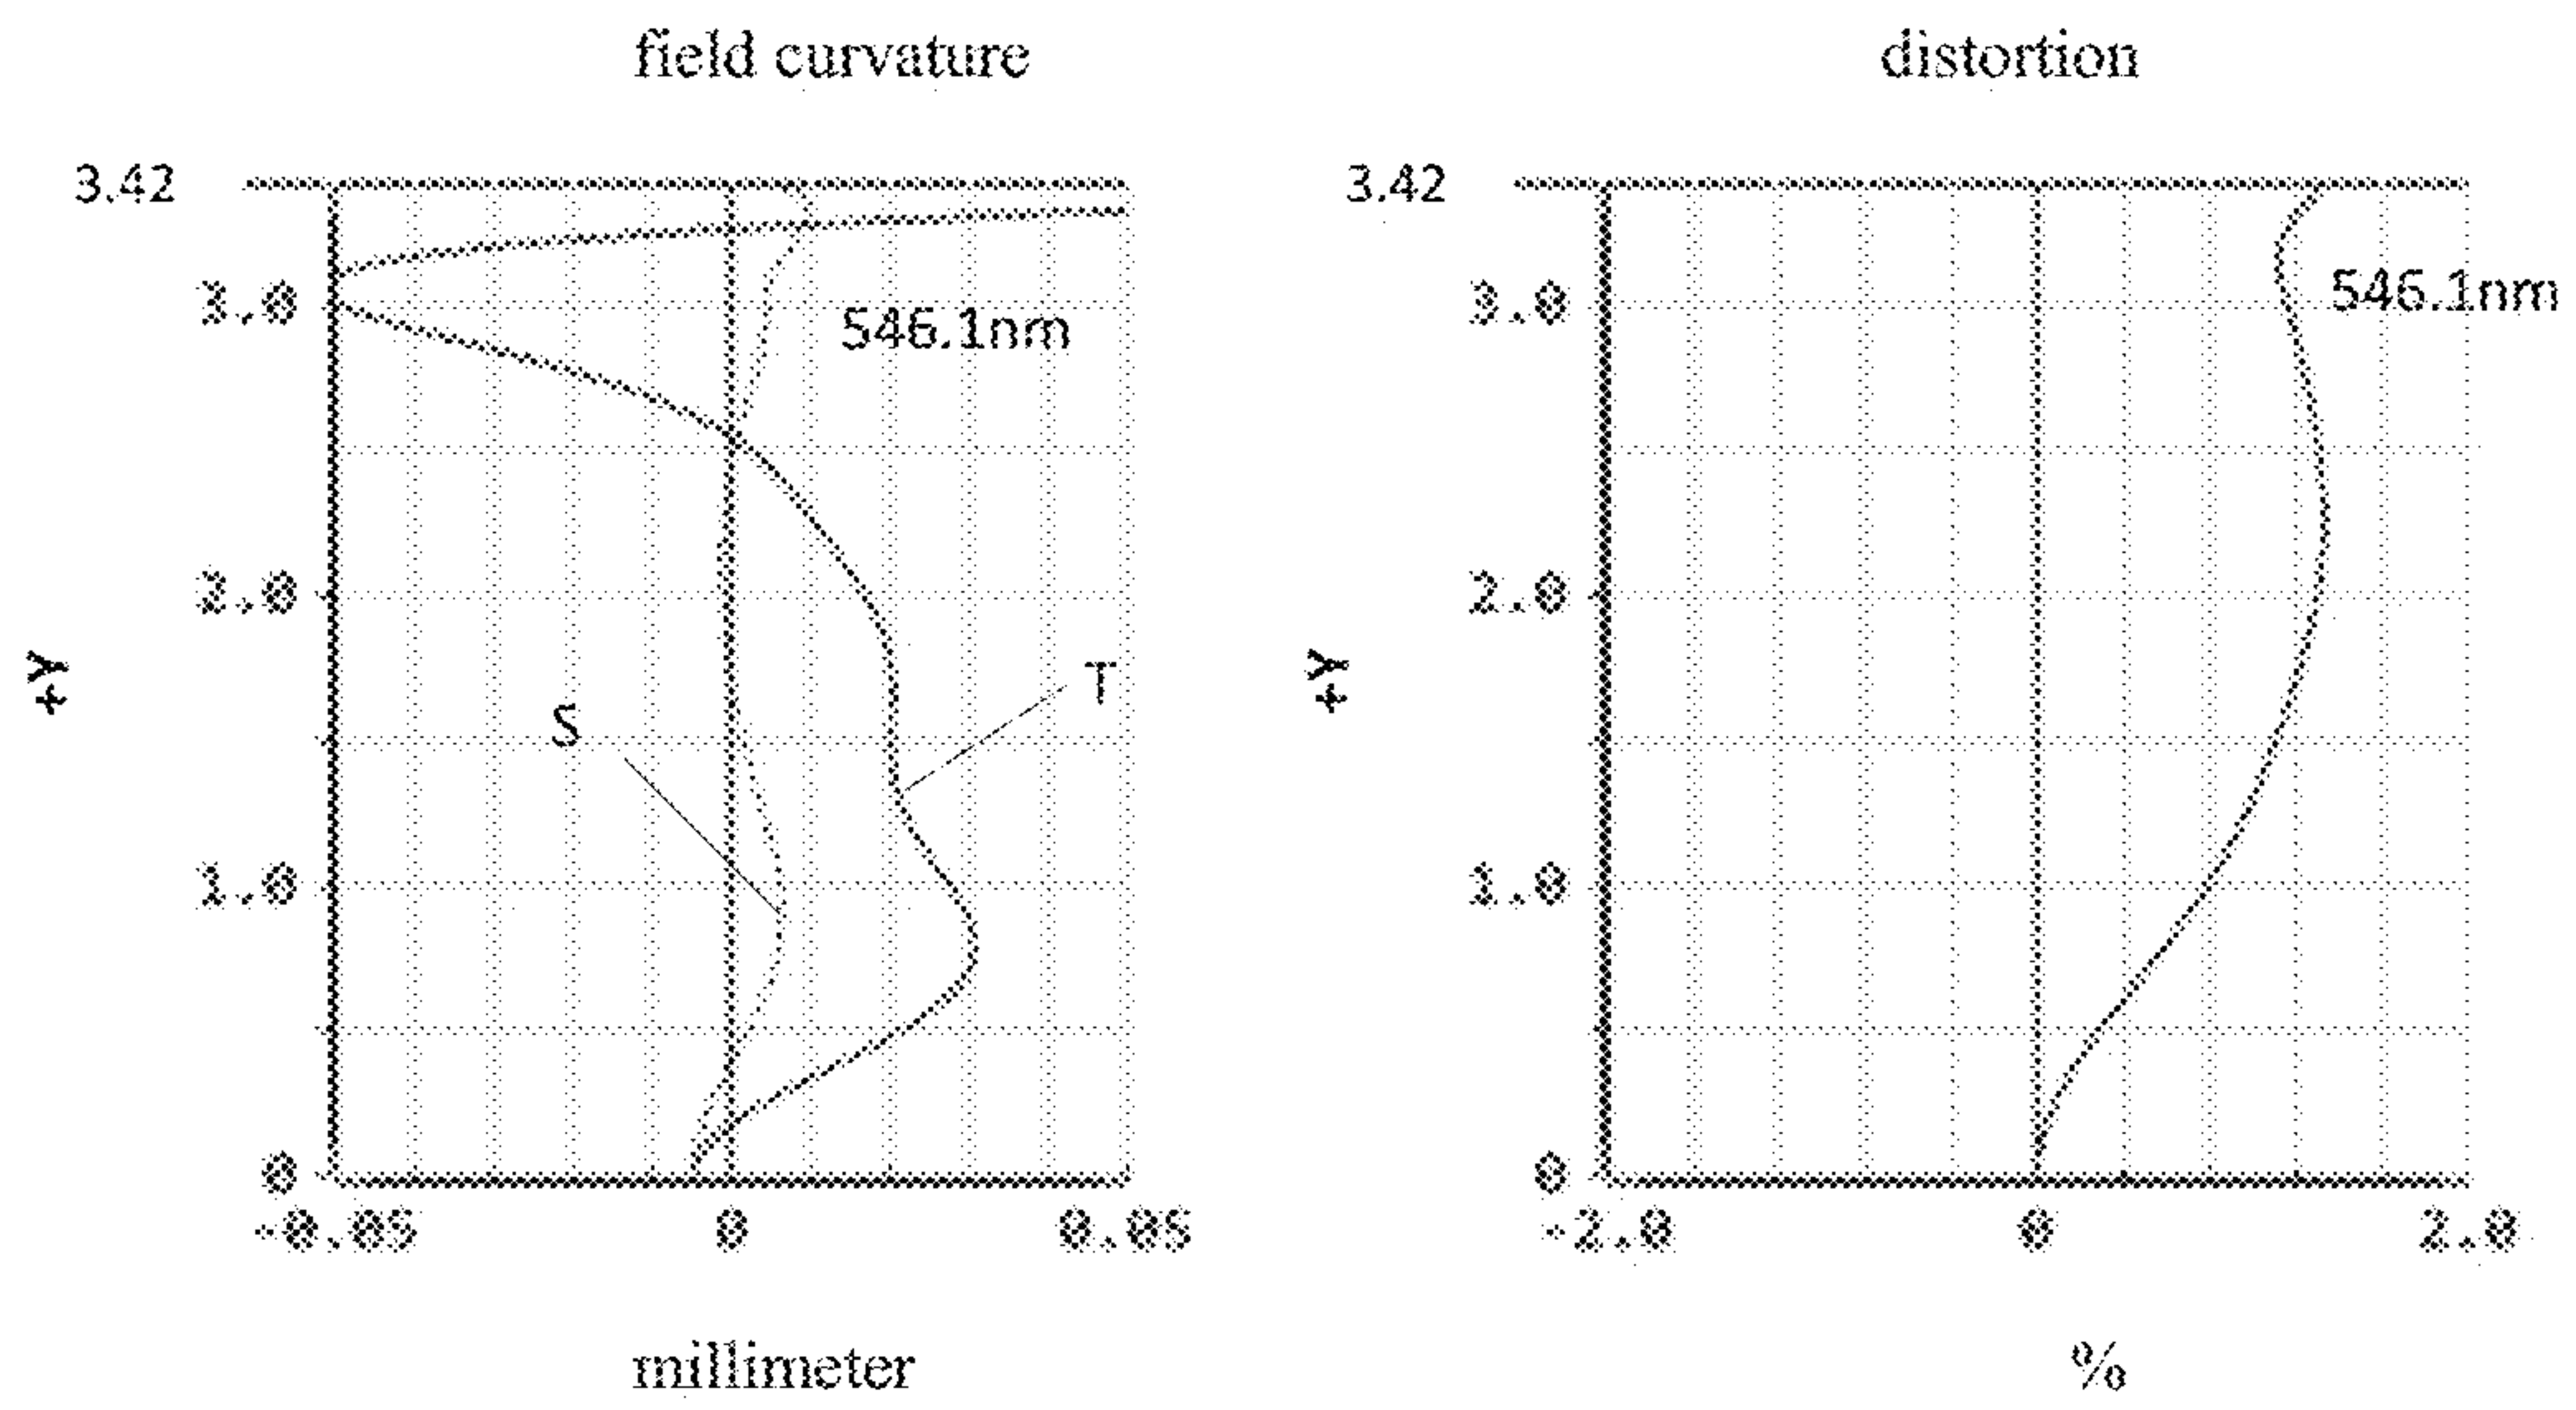 field curvature
distortion
3.42
3.0
2.0
1.0
0
+Y
546.1nm
S
T
-0.05
0
0.05
millimeter
3.42
3.0
2.0
1.0
0
+Y
546.1nm
-2.0
0
2.0
%